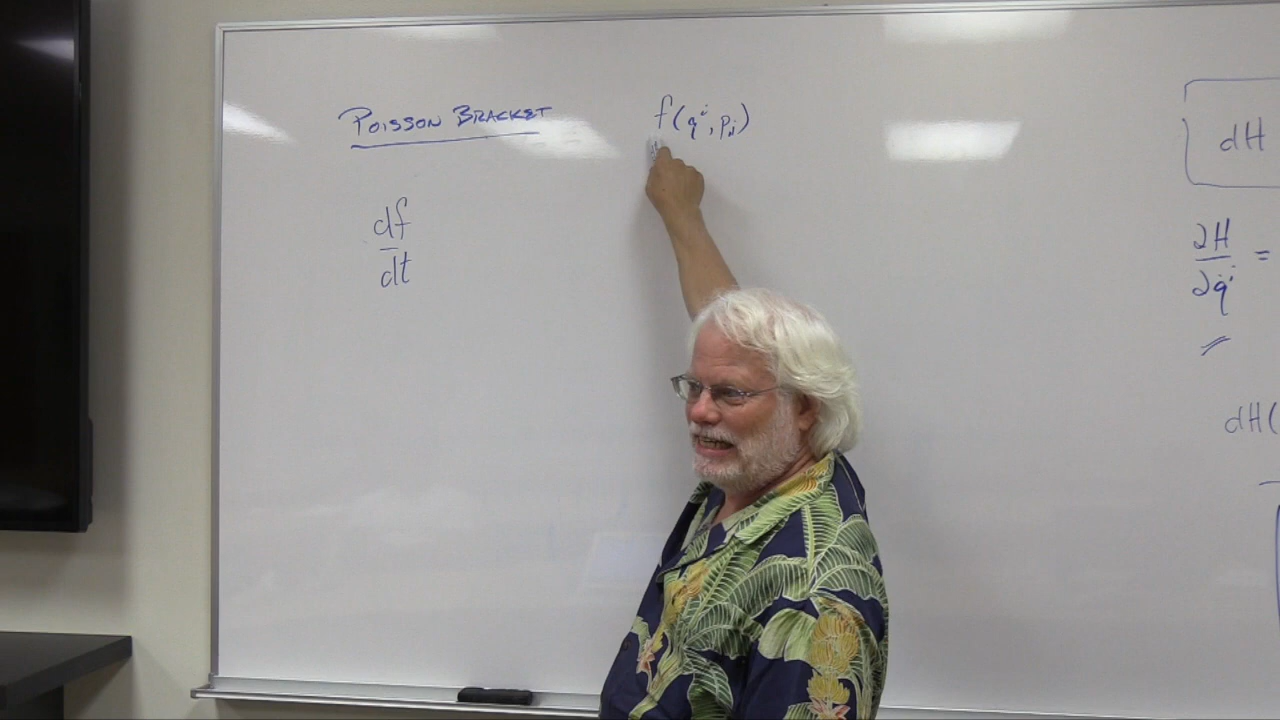 POISSON BRACKET
f(qⁱ, pⱼ)
df
dt
dH
∂H
∂qⁱ
=
dH(